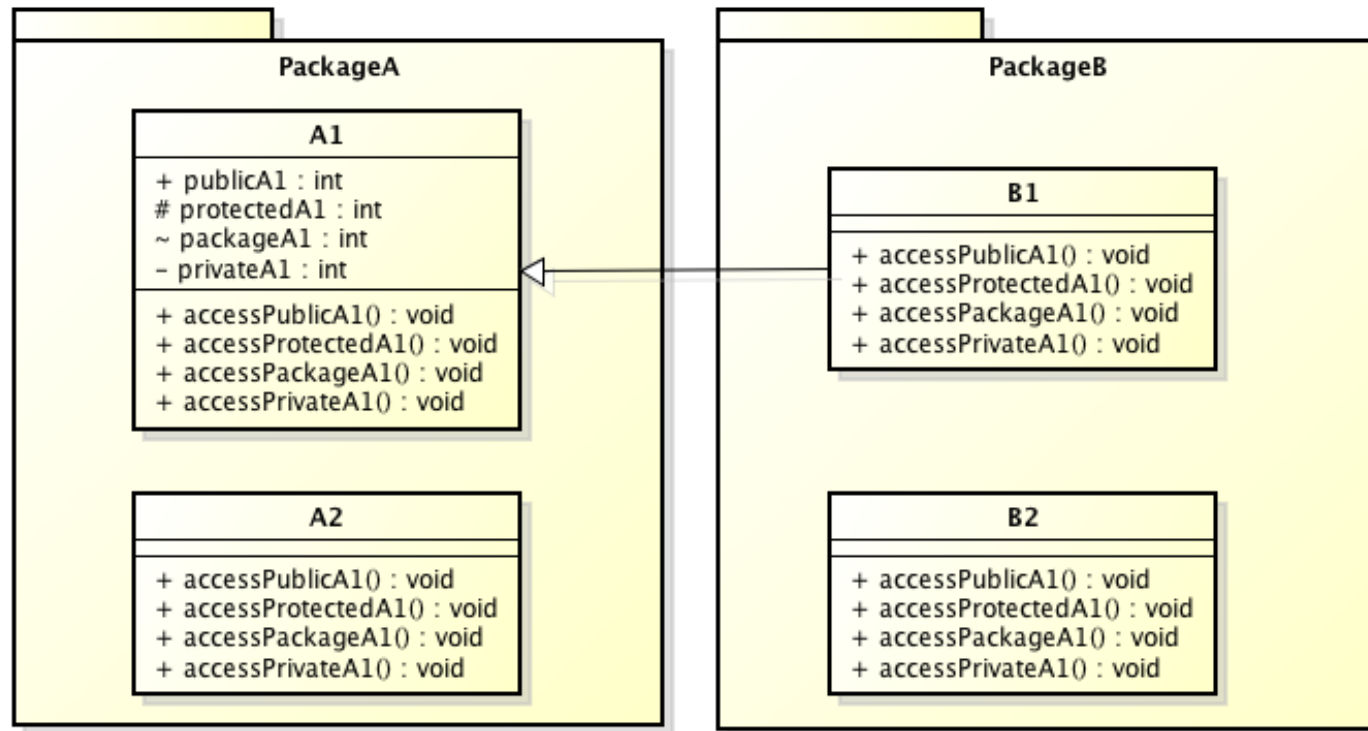 PackageA
A1
+ publicA1 : int
# protectedA1 : int
~ packageA1 : int
- privateA1 : int
+ accessPublicA1() : void
+ accessProtectedA1() : void
+ accessPackageA1() : void
+ accessPrivateA1() : void
A2
+ accessPublicA1() : void
+ accessProtectedA1() : void
+ accessPackageA1() : void
+ accessPrivateA1() : void
PackageB
B1
+ accessPublicA1() : void
+ accessProtectedA1() : void
+ accessPackageA1() : void
+ accessPrivateA1() : void
B2
+ accessPublicA1() : void
+ accessProtectedA1() : void
+ accessPackageA1() : void
+ accessPrivateA1() : void